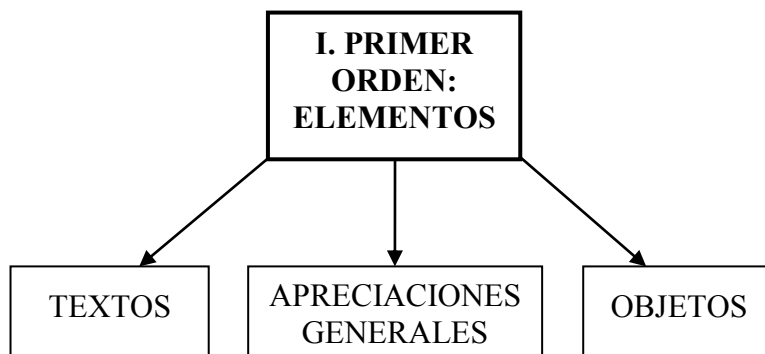 I. PRIMER
ORDEN:
ELEMENTOS
TEXTOS
APRECIACIONES
GENERALES
OBJETOS